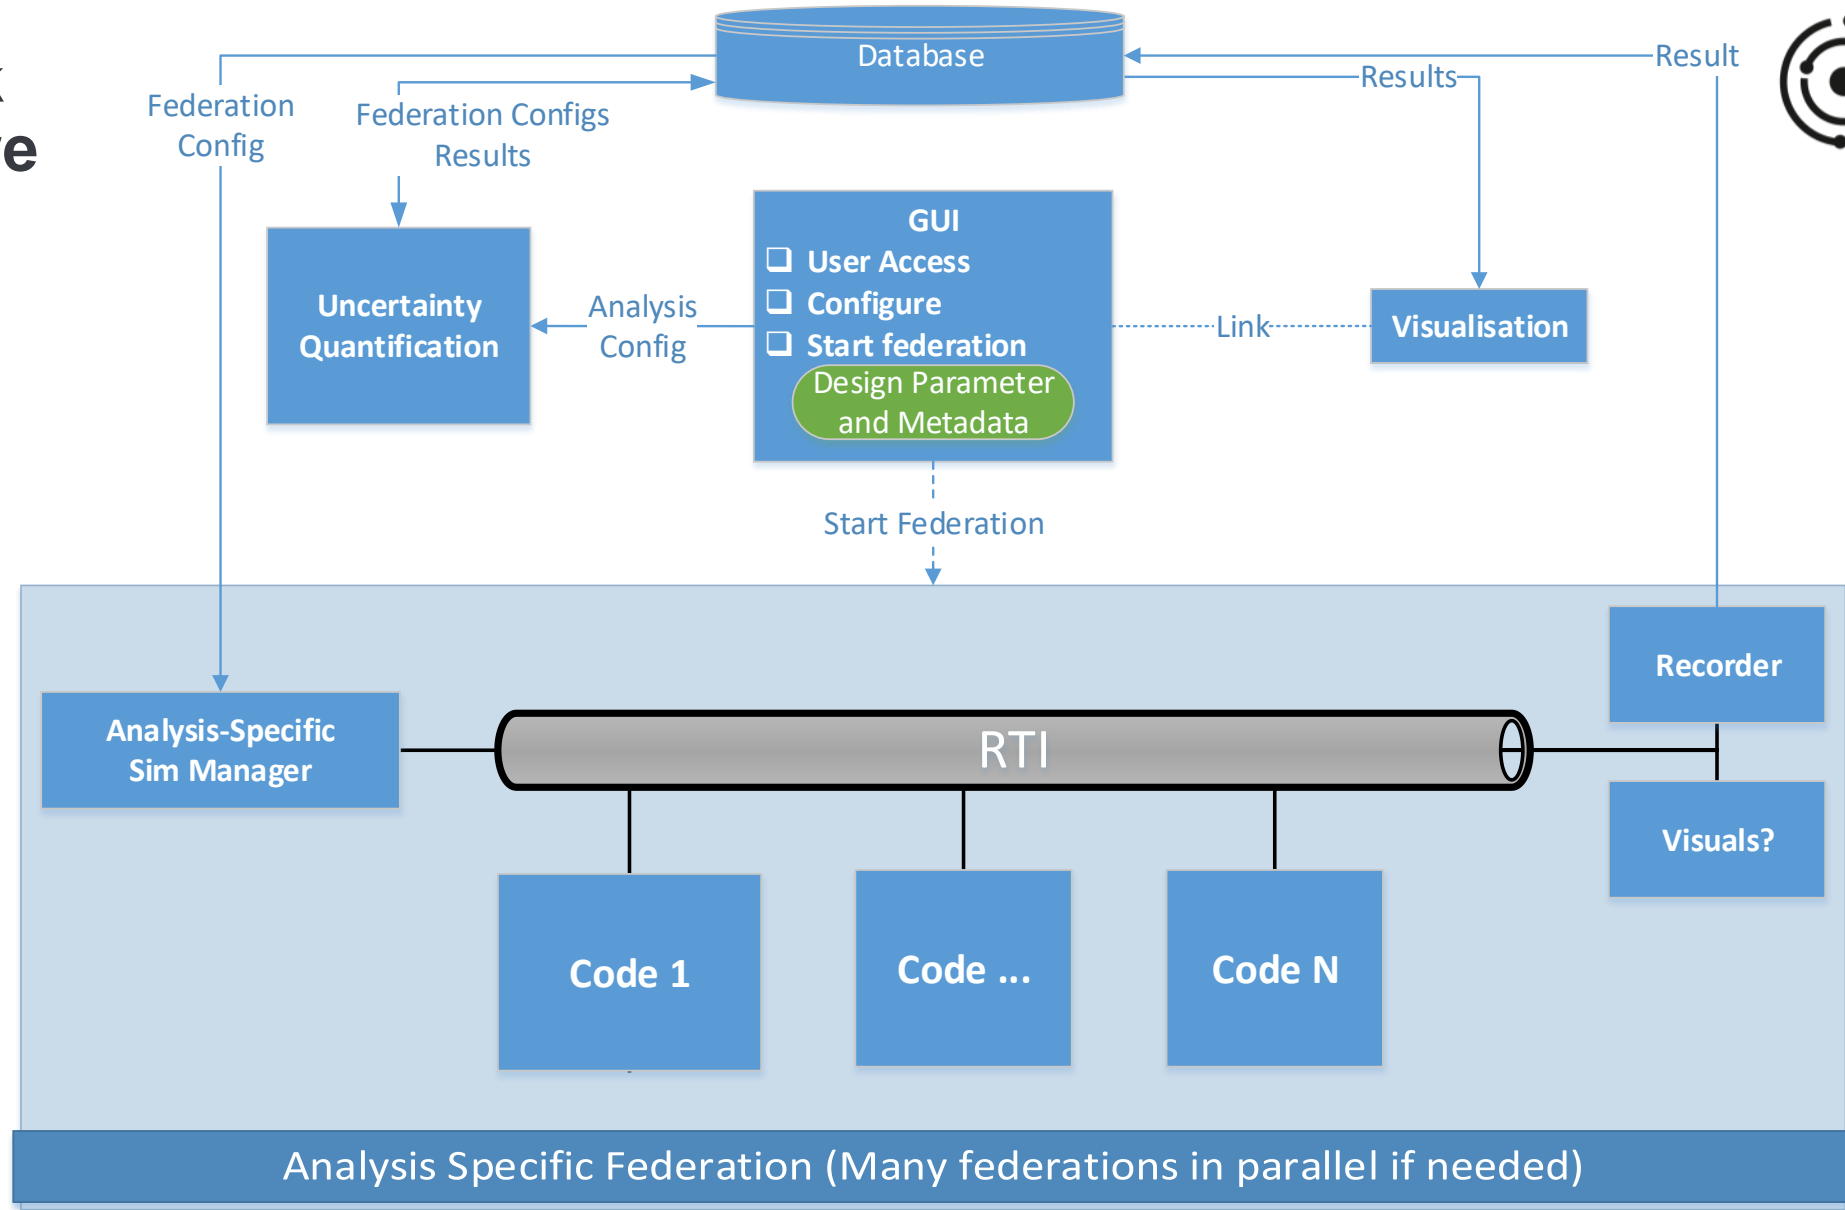 Database
Result
Results
Federation
Config
Federation Configs
Results
GUI
User Access
Configure
Start federation
Design Parameter
and Metadata
Uncertainty
Quantification
Analysis
Config
Link
Visualisation
Start Federation
Recorder
Analysis-Specific
Sim Manager
RTI
Visuals?
Code 1
Code ...
Code N
Analysis Specific Federation (Many federations in parallel if needed)